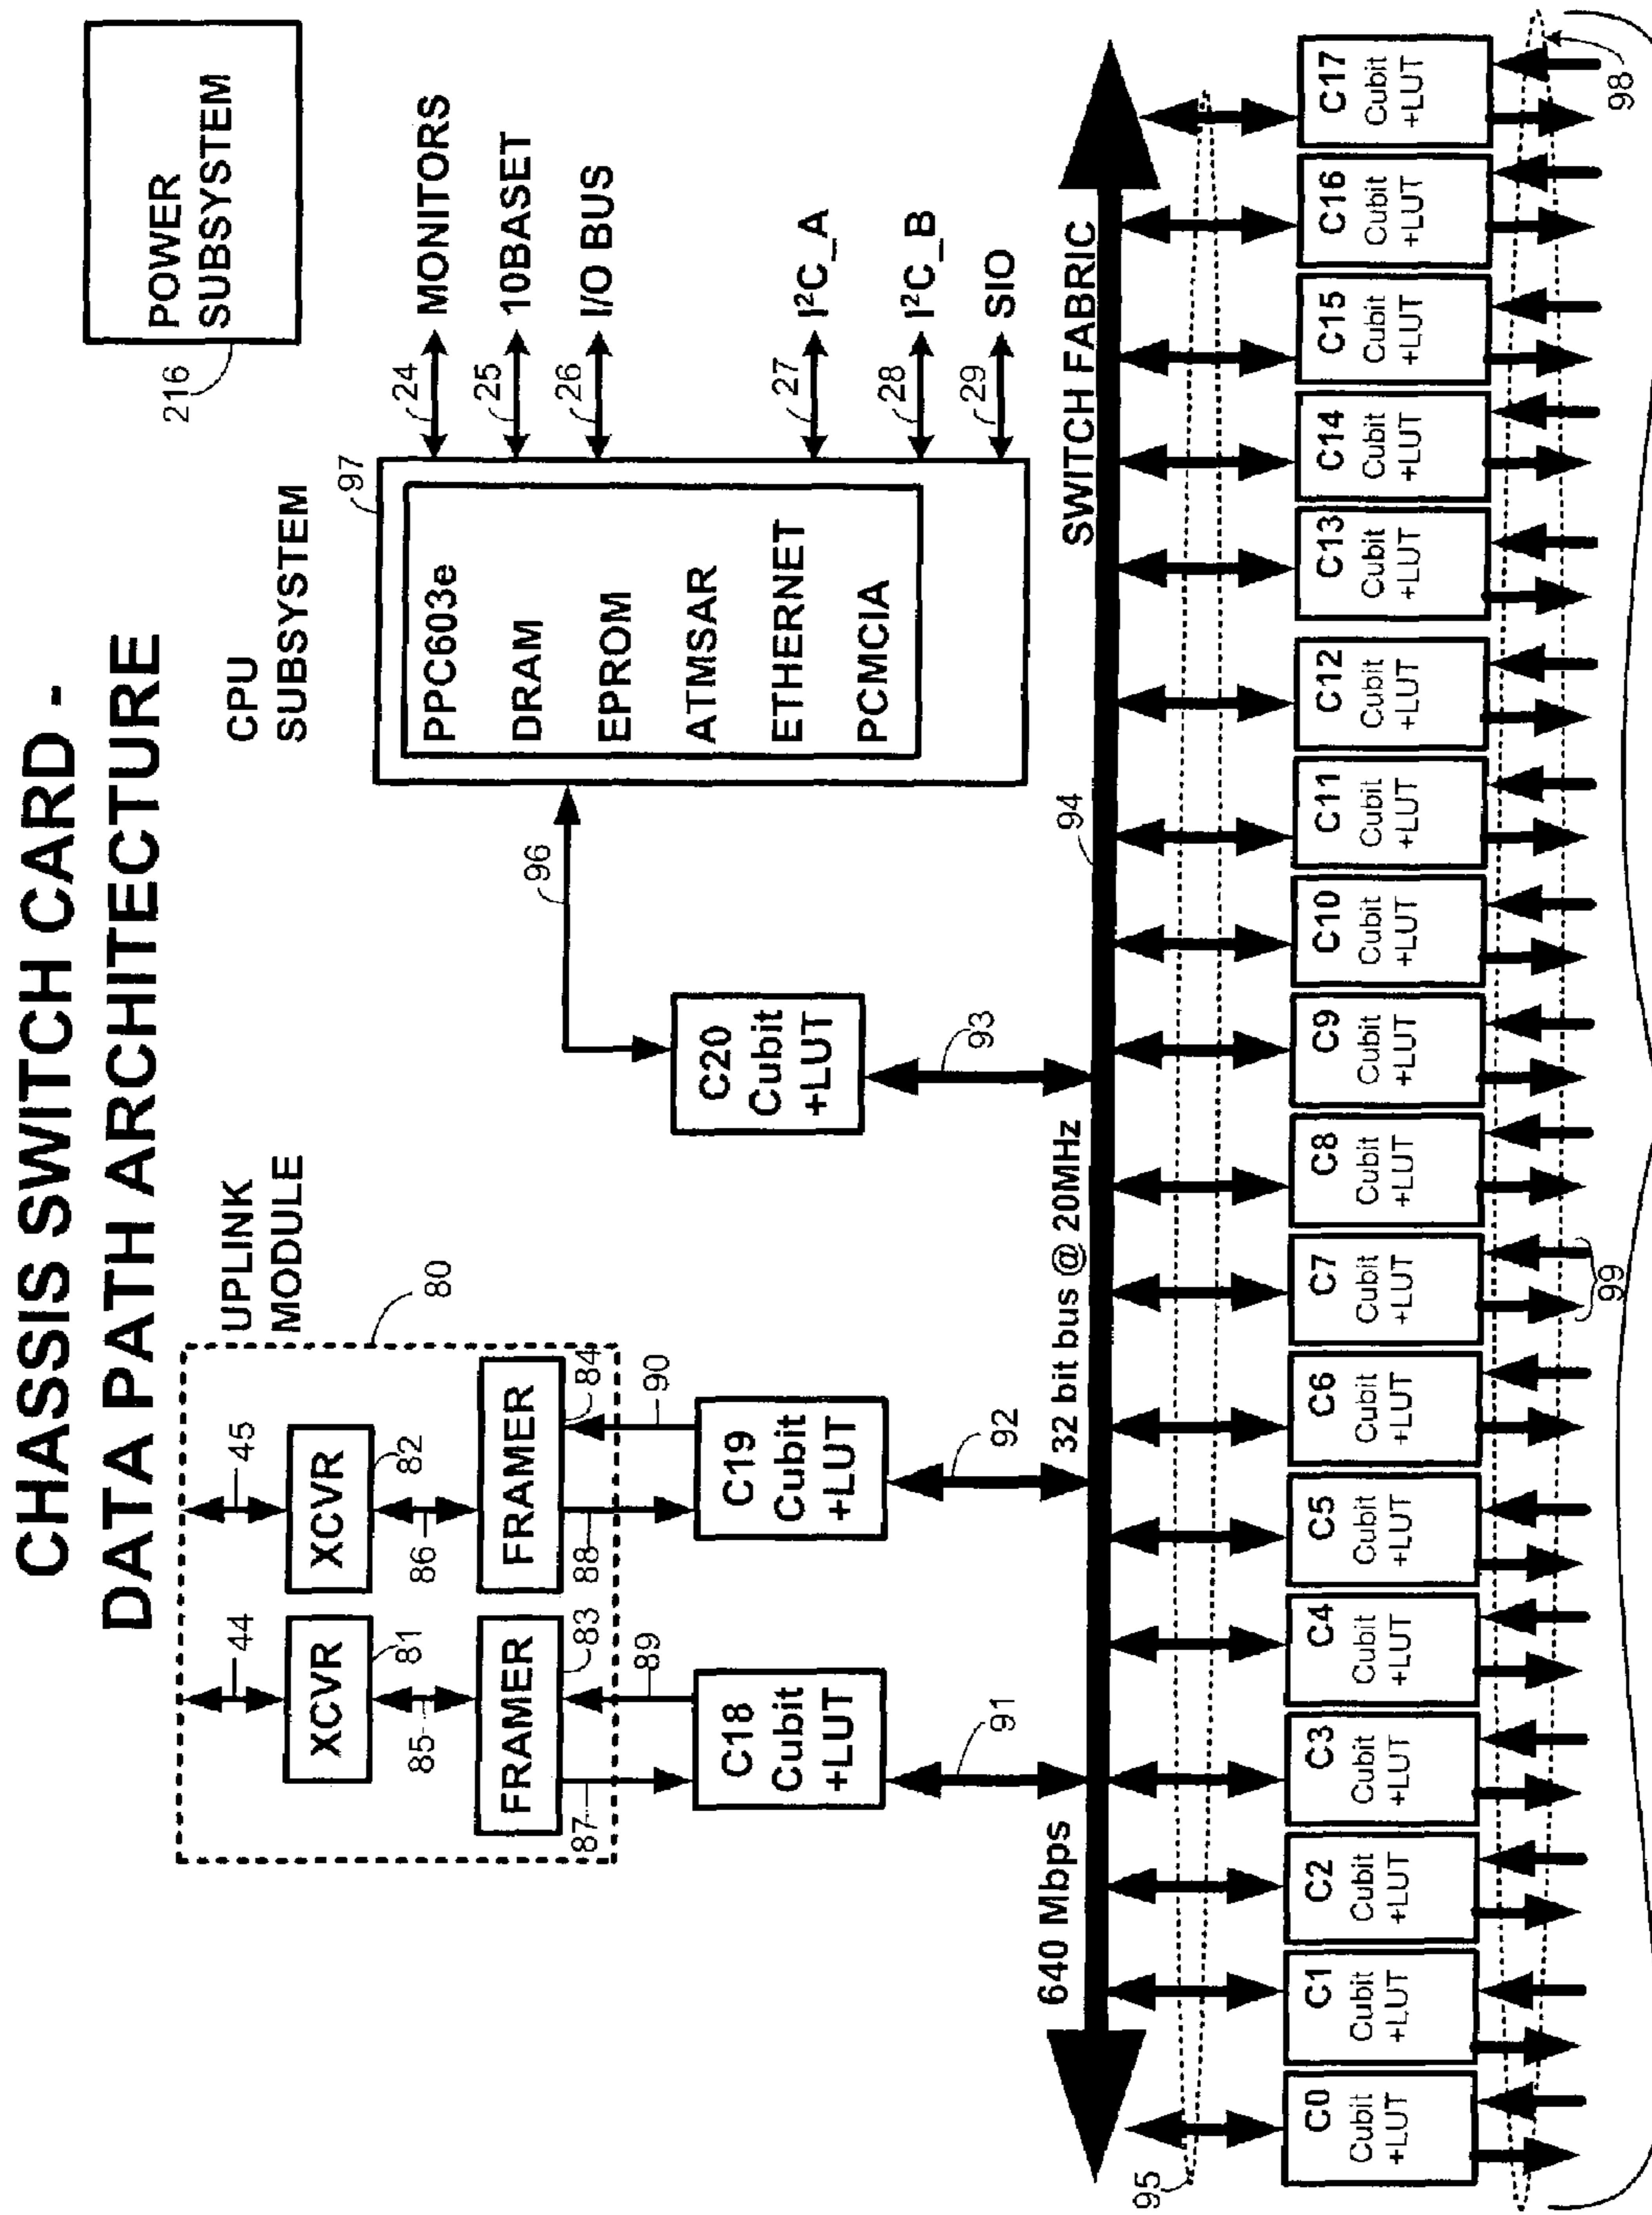 CHASSIS SWITCH CARD -
DATA PATH ARCHITECTURE
POWER
SUBSYSTEM
216
UPLINK
MODULE
80
44
45
XCVR
81
XCVR
82
85
86
FRAMER
83
FRAMER
84
87
89
88
90
C18
Cubit
+LUT
C19
Cubit
+LUT
91
92
CPU
SUBSYSTEM
97
PPC603e
DRAM
EPROM
ATMSAR
ETHERNET
PCMCIA
24
MONITORS
25
10BASET
26
I/O BUS
27
I²C_A
28
I²C_B
29
SIO
96
C20
Cubit
+LUT
93
640 Mbps
32 bit bus @ 20MHz
94
SWITCH FABRIC
95
C0
Cubit
+LUT
C1
Cubit
+LUT
C2
Cubit
+LUT
C3
Cubit
+LUT
C4
Cubit
+LUT
C5
Cubit
+LUT
C6
Cubit
+LUT
C7
Cubit
+LUT
C8
Cubit
+LUT
C9
Cubit
+LUT
C10
Cubit
+LUT
C11
Cubit
+LUT
C12
Cubit
+LUT
C13
Cubit
+LUT
C14
Cubit
+LUT
C15
Cubit
+LUT
C16
Cubit
+LUT
C17
Cubit
+LUT
99
98